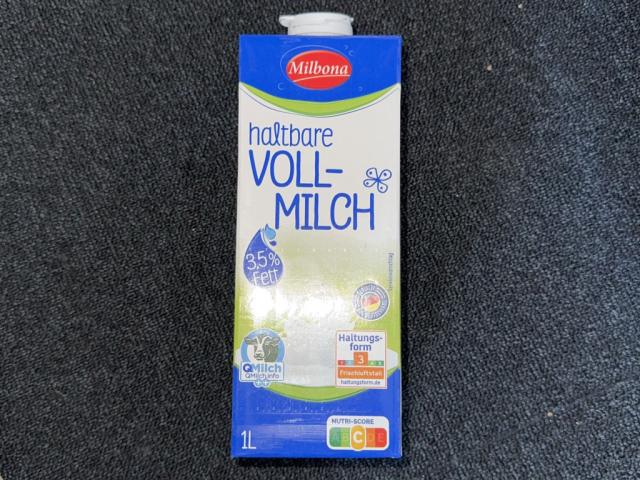 Milbona
haltbare
VOLL-
MILCH
3,5%
Fett
QMilch
QMilch.info
Haltungs-
form
3
Frischluftstall
haltungsform.de
NUTRI-SCORE
A B C D E
1L